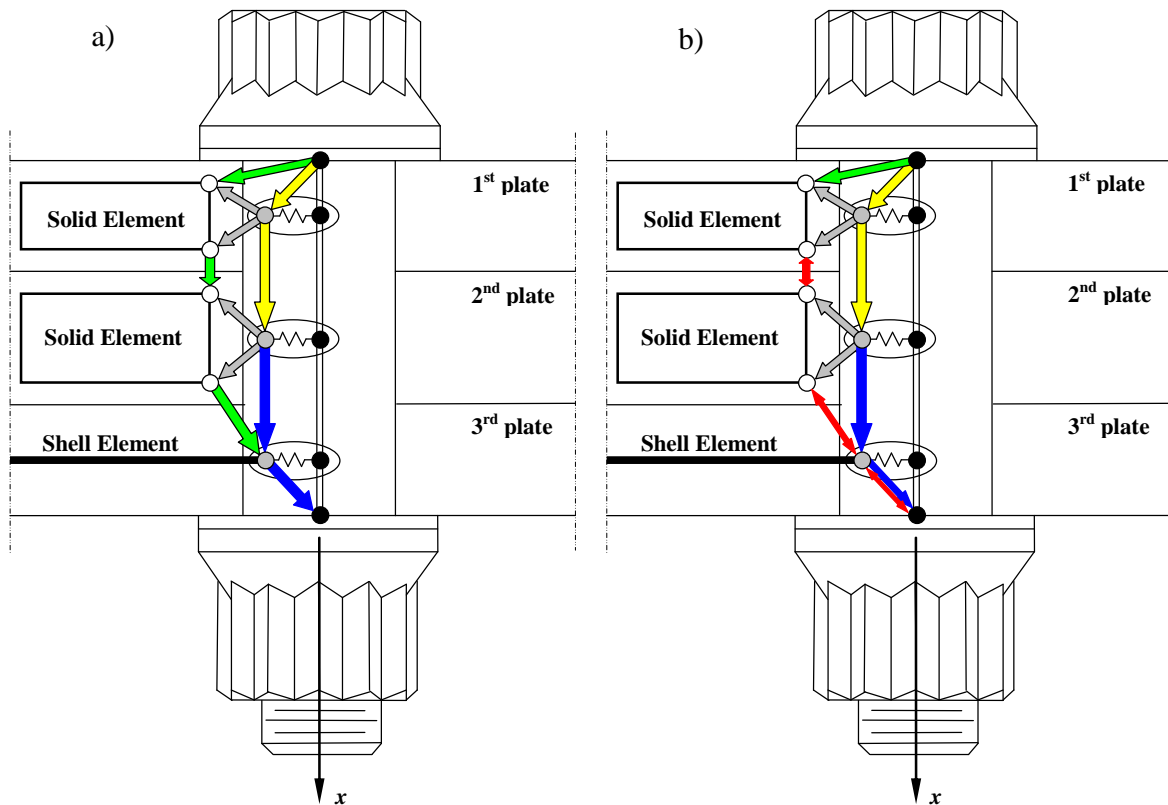 a)
1st plate
Solid Element
2nd plate
Solid Element
3rd plate
Shell Element
x
b)
1st plate
Solid Element
2nd plate
Solid Element
3rd plate
Shell Element
x